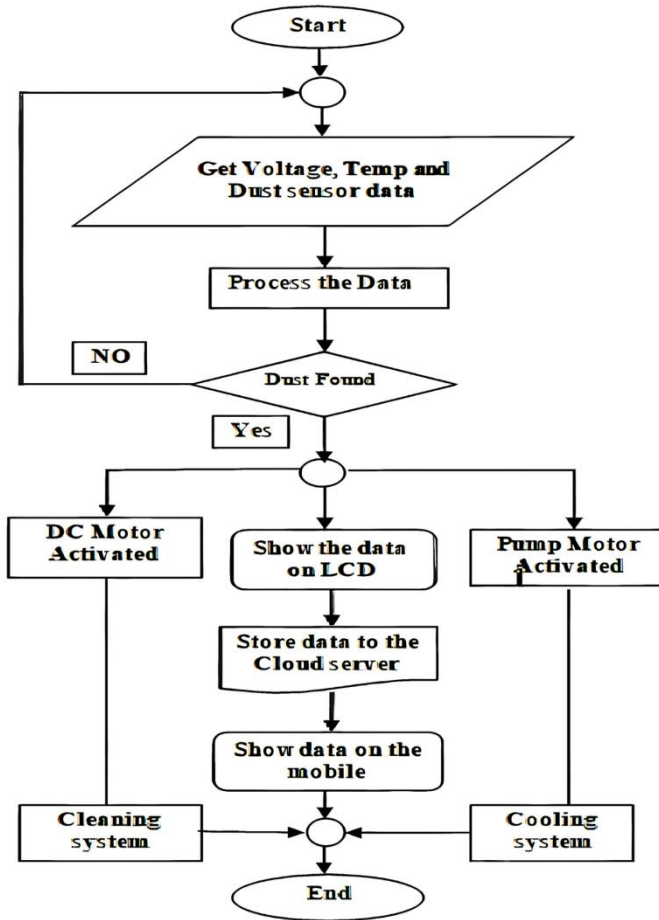 Start
Get Voltage, Temp and
Dust sensor data
Process the Data
NO
Dust Found
Yes
DC Motor
Activated
Show the data
on LCD
Pump Motor
Activated
Store data to the
Cloud server
Show data on the
mobile
Cleaning
system
Cooling
system
End